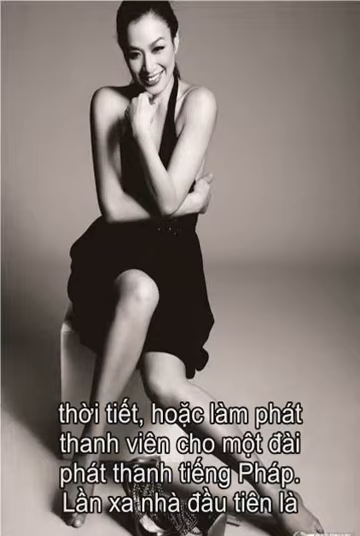 thời tiết, hoặc làm phát
thanh viên cho một đài
phát thanh tiếng Pháp.
Lần xa nhà đầu tiên là